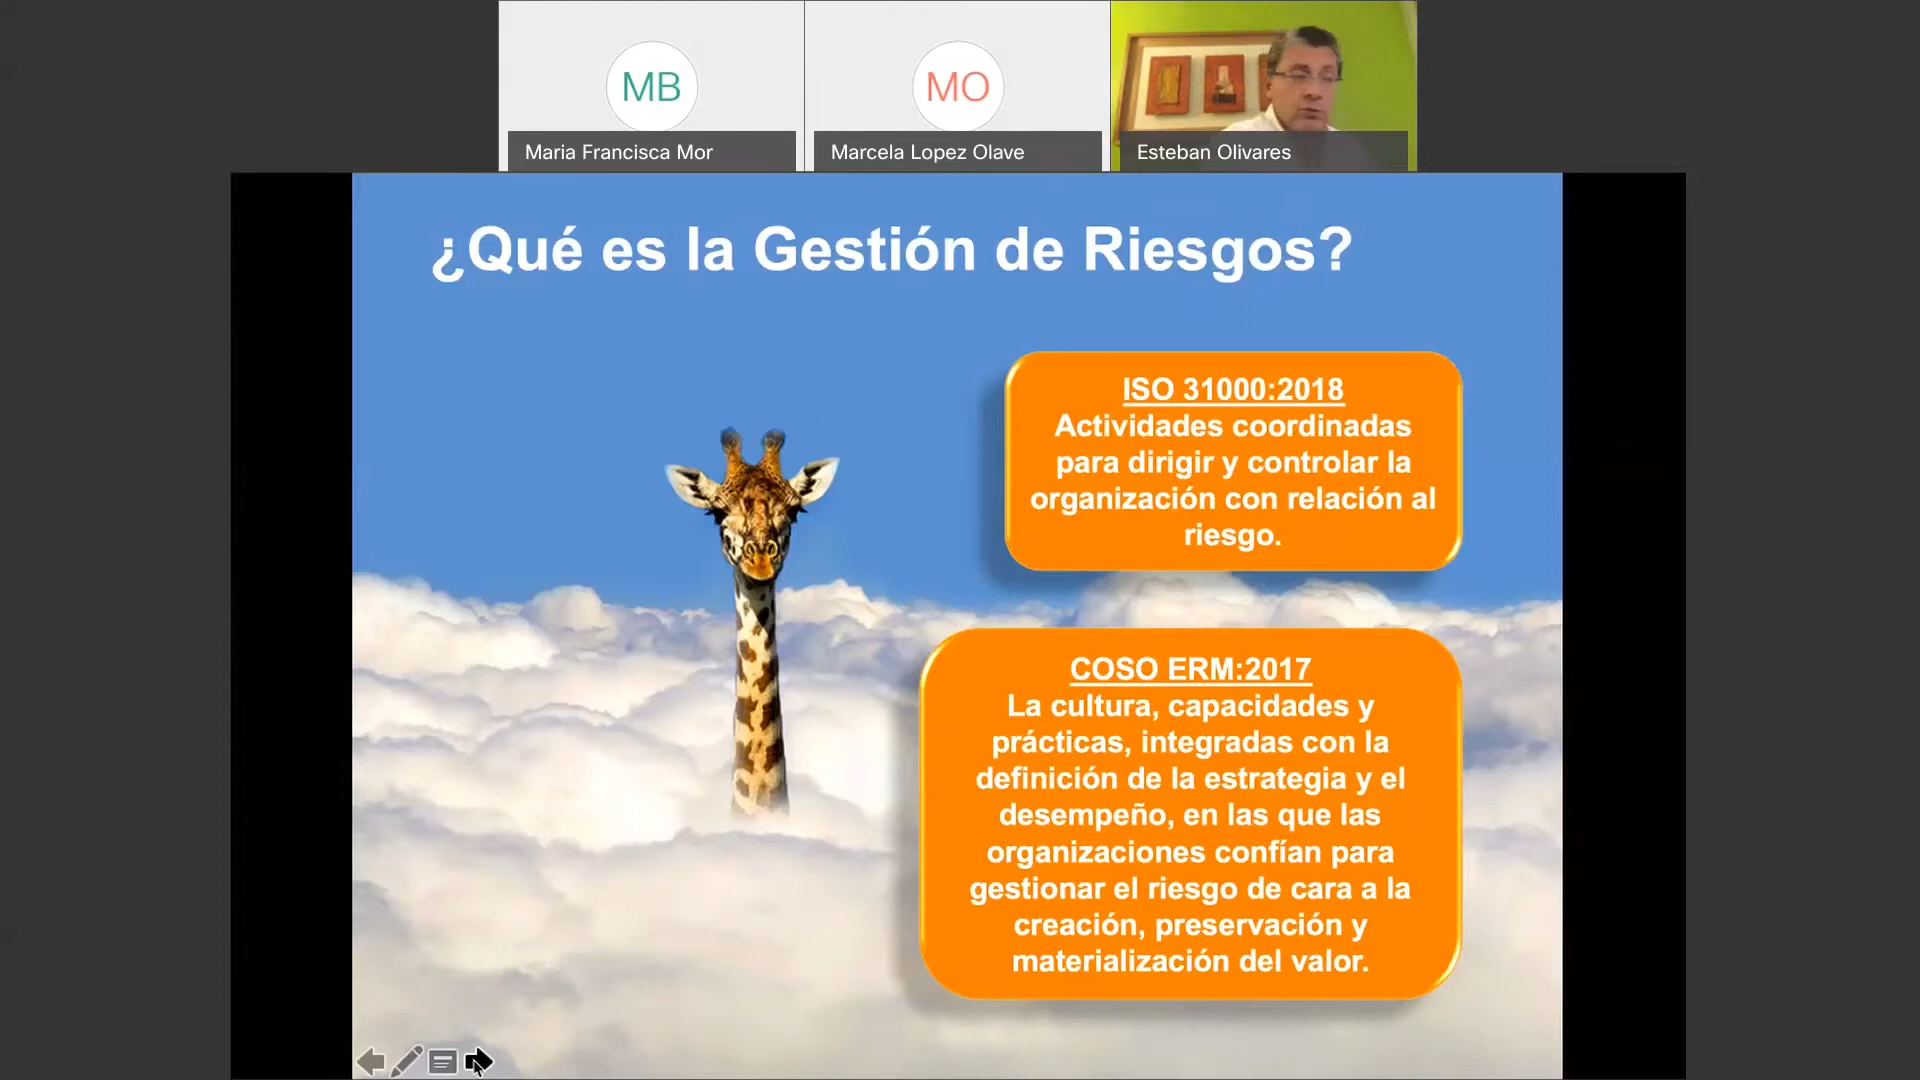 MB
MO
Maria Francisca Mor
Marcela Lopez Olave
Esteban Olivares
¿Qué es la Gestión de Riesgos?
ISO 31000:2018
Actividades coordinadas
para dirigir y controlar la
organización con relación al
riesgo.
COSO ERM:2017
La cultura, capacidades y
prácticas, integradas con la
definición de la estrategia y el
desempeño, en las que las
organizaciones confían para
gestionar el riesgo de cara a la
creación, preservación y
materialización del valor.